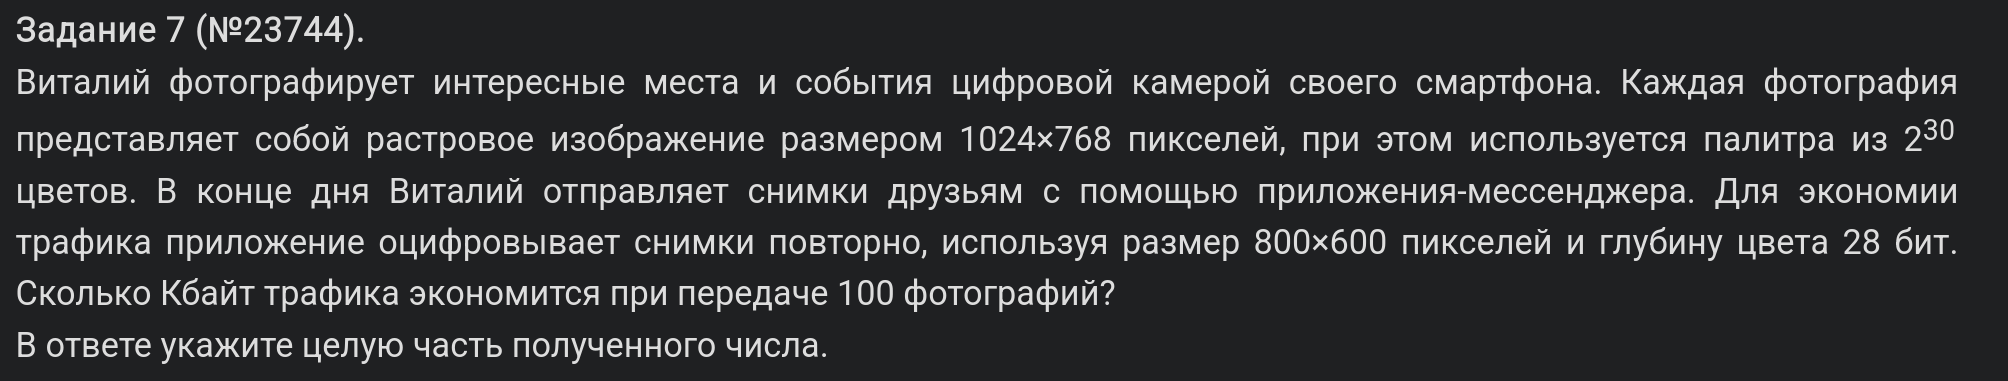 Задание 7 (№23744).
Виталий фотографирует интересные места и события цифровой камерой своего смартфона. Каждая фотография
представляет собой растровое изображение размером 1024×768 пикселей, при этом используется палитра из 2³⁰
цветов. В конце дня Виталий отправляет снимки друзьям с помощью приложения-мессенджера. Для экономии
трафика приложение оцифровывает снимки повторно, используя размер 800×600 пикселей и глубину цвета 28 бит.
Сколько Кбайт трафика экономится при передаче 100 фотографий?
В ответе укажите целую часть полученного числа.